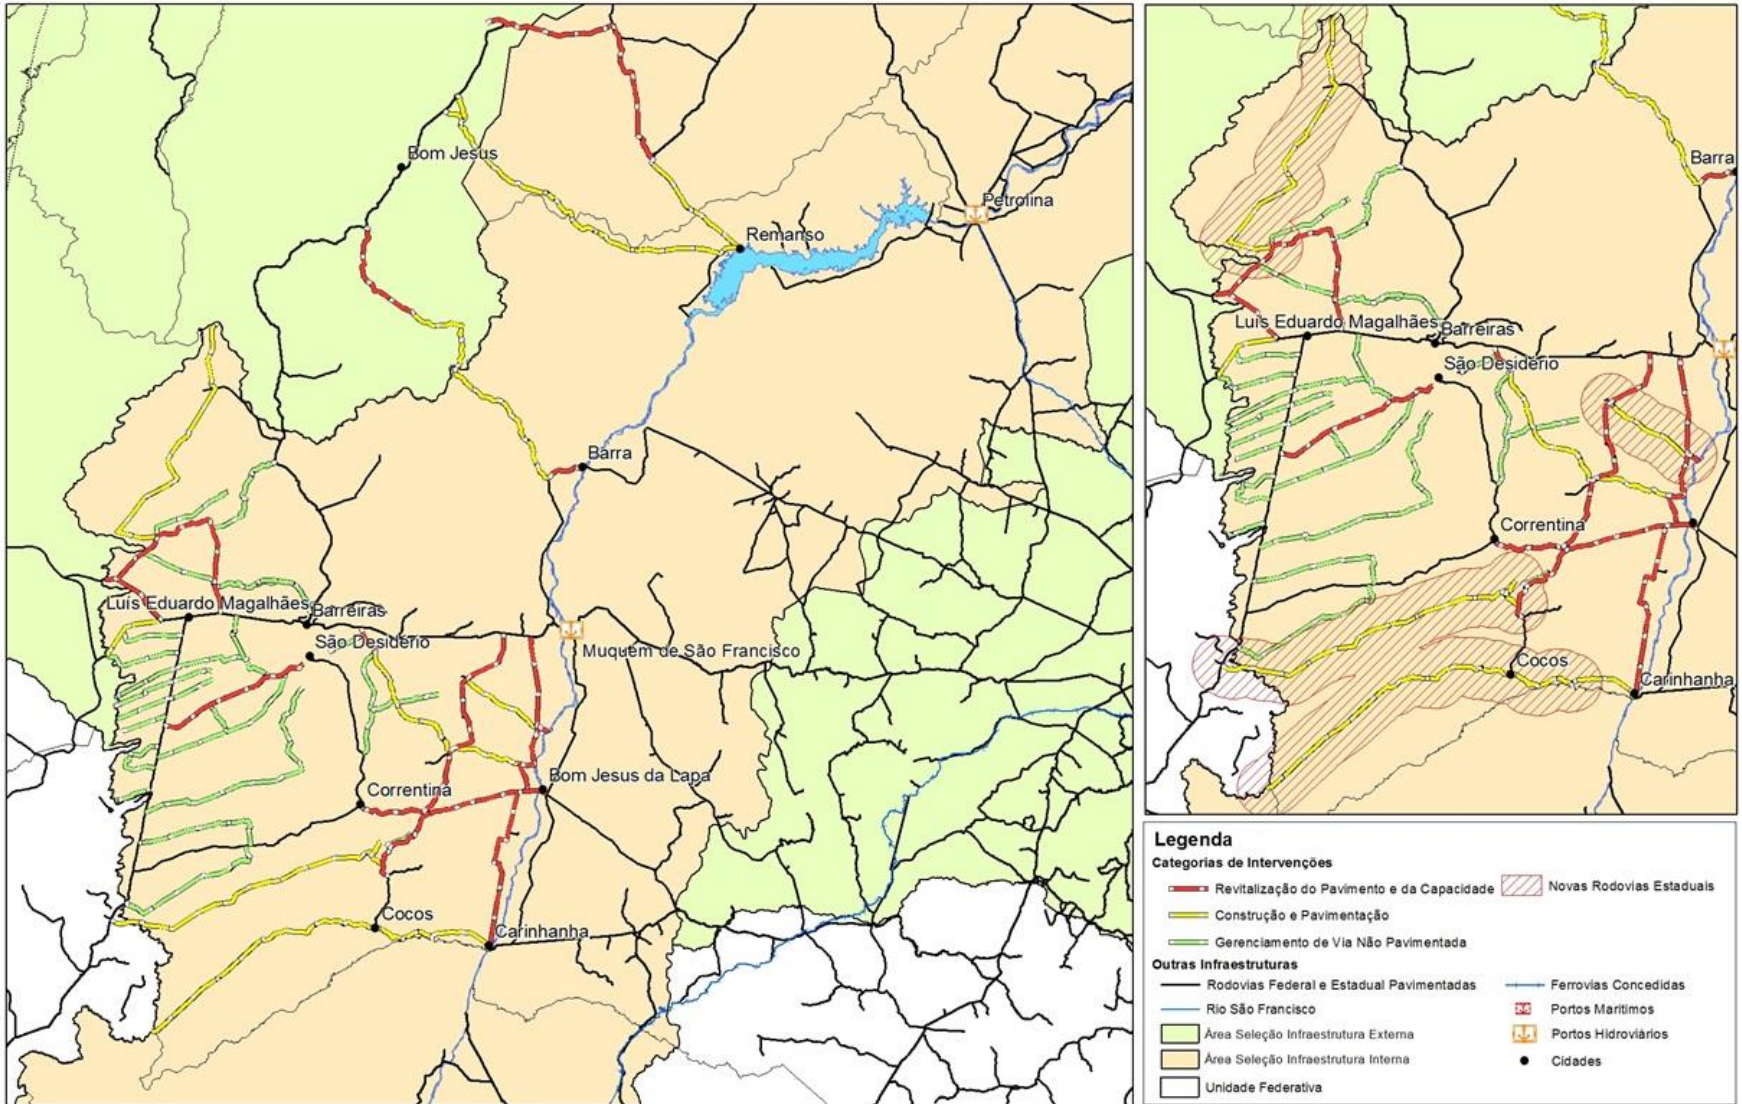 Bom Jesus
Petrolina
Remanso
Barra
Luís Eduardo Magalhães
Barreiras
São Desidério
Muquem de São Francisco
Bom Jesus da Lapa
Correntina
Cocos
Carinhanha
Barra
Luís Eduardo Magalhães
Barreiras
São Desidério
Correntina
Cocos
Carinhanha
Legenda
Categorias de Intervenções
Revitalização do Pavimento e da Capacidade
Novas Rodovias Estaduais
Construção e Pavimentação
Gerenciamento de Via Não Pavimentada
Outras Infraestruturas
Rodovias Federal e Estadual Pavimentadas
Ferrovias Concedidas
Rio São Francisco
Portos Marítimos
Área Seleção Infraestrutura Externa
Portos Hidroviários
Área Seleção Infraestrutura Interna
Cidades
Unidade Federativa